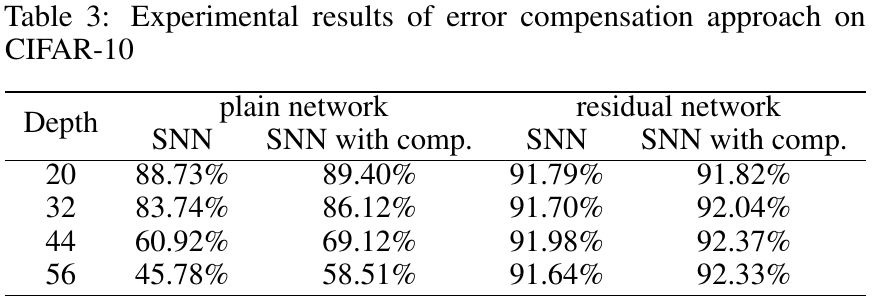 Table 3: Experimental results of error compensation approach on
CIFAR-10
Depth plain network residual network
SNN SNN with comp. SNN SNN with comp.
20 88.73% 89.40% 91.79% 91.82%
32 83.74% 86.12% 91.70% 92.04%
44 60.92% 69.12% 91.98% 92.37%
56 45.78% 58.51% 91.64% 92.33%